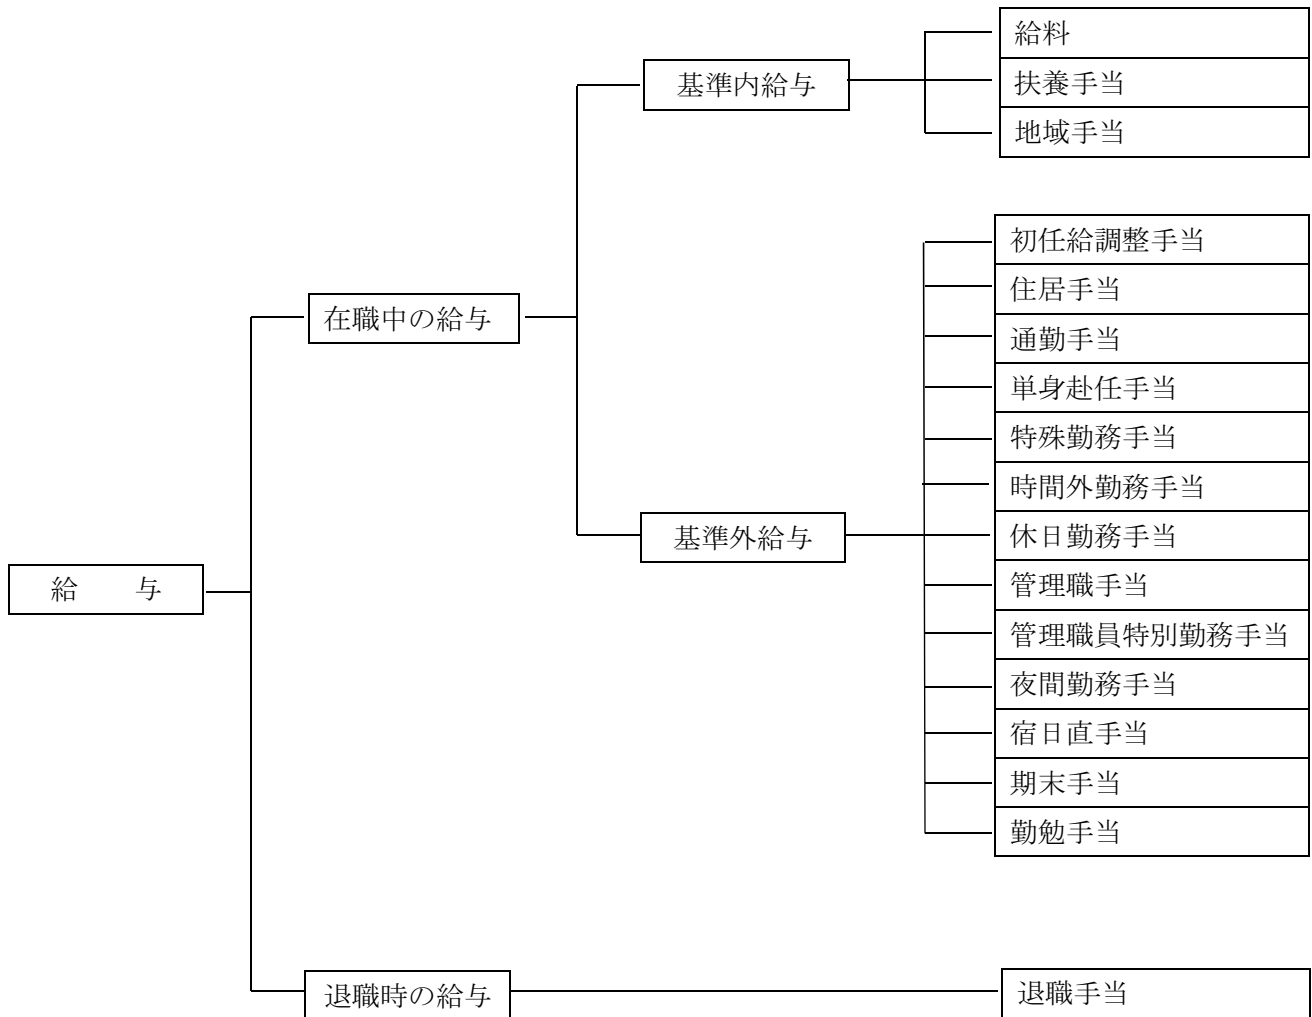 給料
基準内給与
扶養手当
地域手当
初任給調整手当
住居手当
在職中の給与
通勤手当
単身赴任手当
特殊勤務手当
時間外勤務手当
基準外給与
休日勤務手当
給　　与
管理職手当
管理職員特別勤務手当
夜間勤務手当
宿日直手当
期末手当
勤勉手当
退職時の給与
退職手当